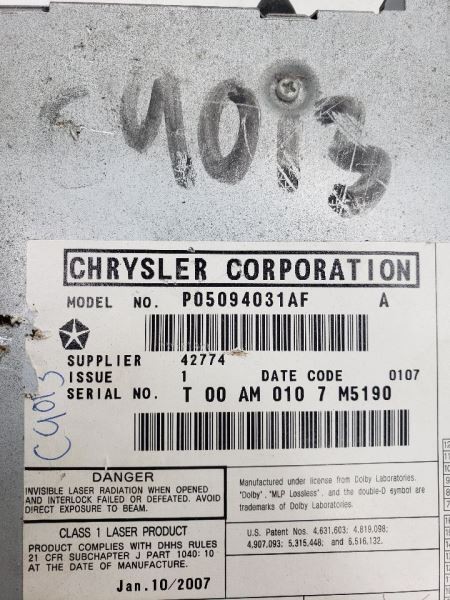 C4013
CHRYSLER CORPORATION
MODEL NO. P05094031AF A
SUPPLIER 42774
ISSUE 1 DATE CODE 0107
SERIAL NO. T 00 AM 010 7 M5190
C4013
DANGER
INVISIBLE LASER RADIATION WHEN OPENED
AND INTERLOCK FAILED OR DEFEATED. AVOID
DIRECT EXPOSURE TO BEAM.
CLASS 1 LASER PRODUCT
PRODUCT COMPLIES WITH DHHS RULES
21 CFR SUBCHAPTER J PART 1040:10
AT THE DATE OF MANUFACTURE.
Jan.10/2007
Manufactured under license from Dolby Laboratories.
"Dolby", "MLP Lossless", and the double-D symbol are
trademarks of Dolby Laboratories.
U.S. Patent Nos. 4,631,603; 4,819,098;
4,907,093; 5,315,448; and 6,516,132.